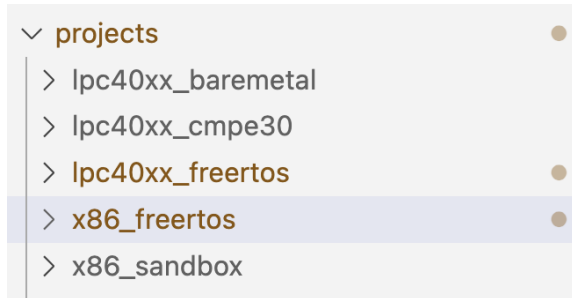 projects
lpc40xx_baremetal
lpc40xx_cmpe30
lpc40xx_freertos
x86_freertos
x86_sandbox